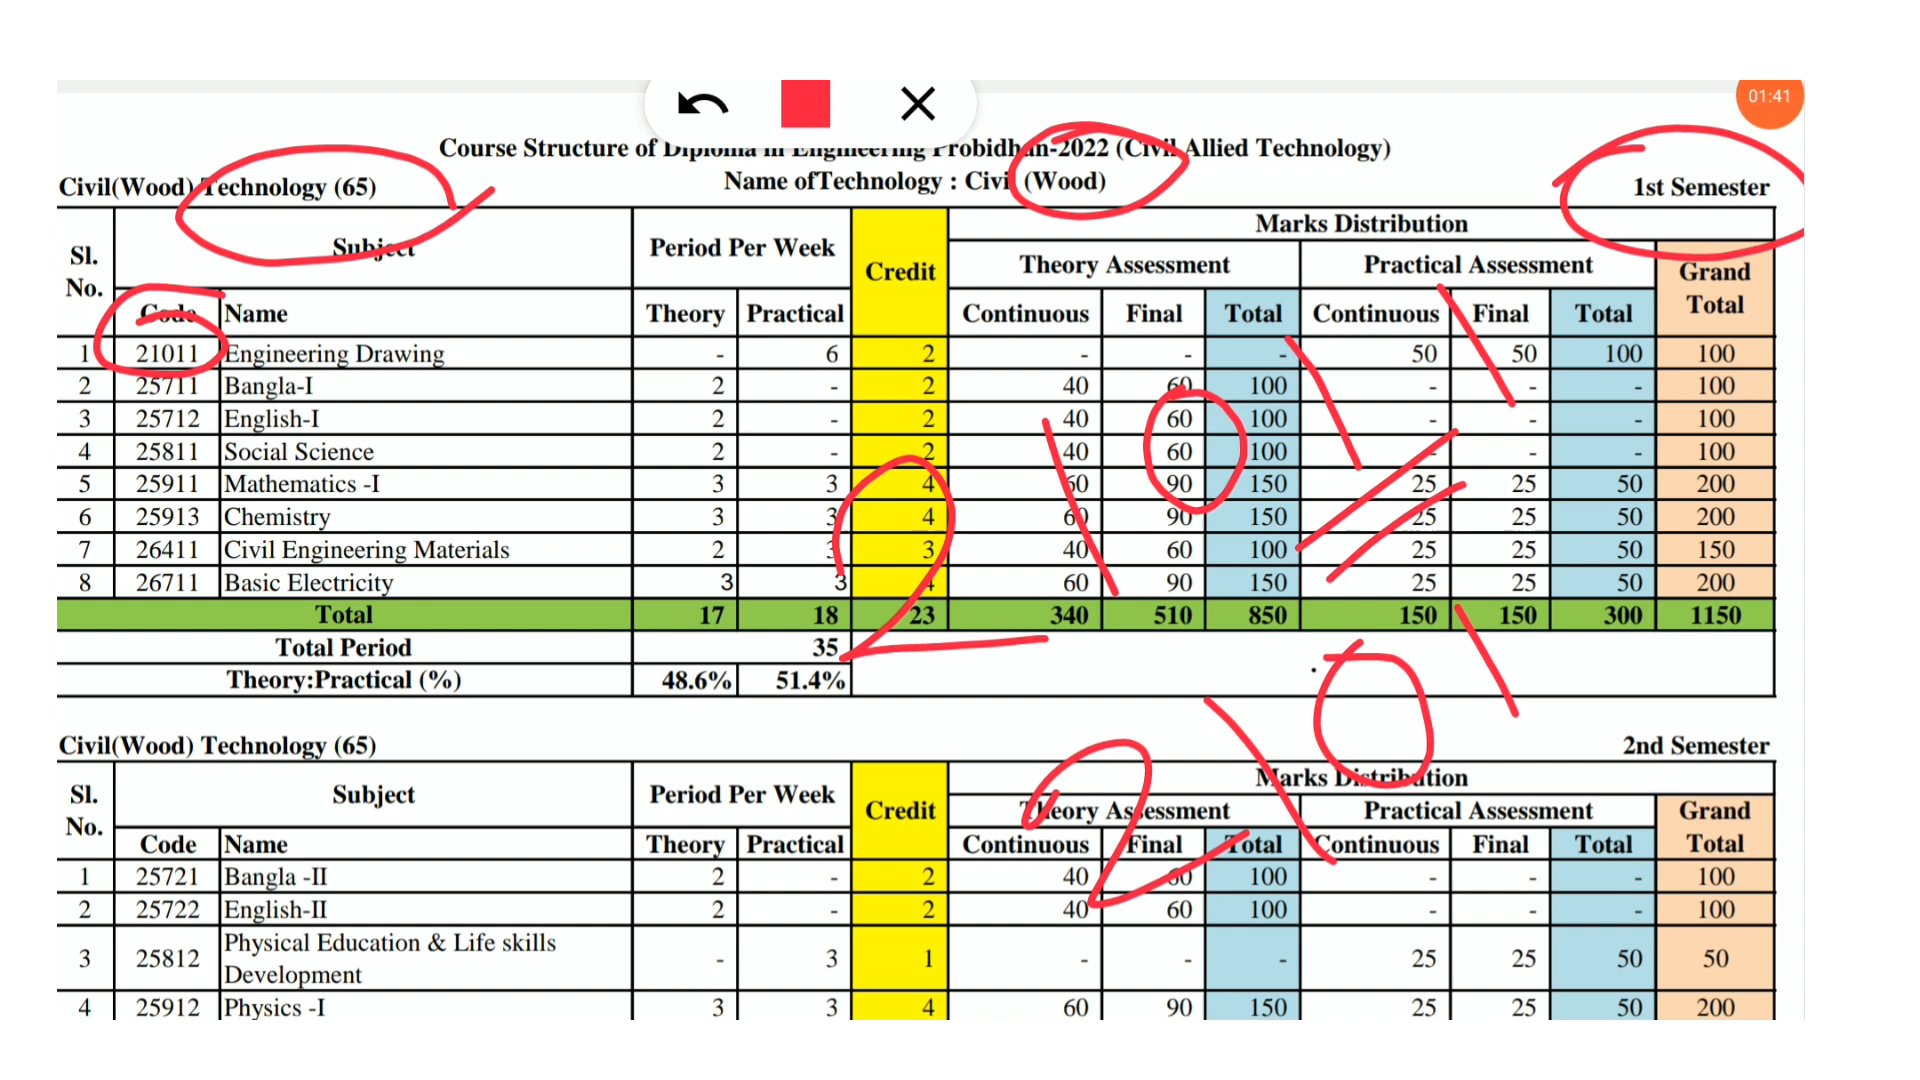 01:41
Course Structure of Diploma in Engineering Probidhan-2022 (Civil Allied Technology)
Civil(Wood) Technology (65) Name ofTechnology : Civil (Wood) 1st Semester
Sl. No. Subject Period Per Week Credit Marks Distribution
Theory Assessment Practical Assessment Grand Total
Code Name Theory Practical Continuous Final Total Continuous Final Total
1 21011 Engineering Drawing - 6 2 - - - 50 50 100 100
2 25711 Bangla-I 2 - 2 40 60 100 - - - 100
3 25712 English-I 2 - 2 40 60 100 - - - 100
4 25811 Social Science 2 - 2 40 60 100 - - - 100
5 25911 Mathematics -I 3 3 4 60 90 150 25 25 50 200
6 25913 Chemistry 3 3 4 60 90 150 25 25 50 200
7 26411 Civil Engineering Materials 2 3 3 40 60 100 25 25 50 150
8 26711 Basic Electricity 3 3 4 60 90 150 25 25 50 200
Total 17 18 23 340 510 850 150 150 300 1150
Total Period 35
Theory:Practical (%) 48.6% 51.4%
Civil(Wood) Technology (65) 2nd Semester
Sl. No. Subject Period Per Week Credit Marks Distribution
Theory Assessment Practical Assessment Grand Total
Code Name Theory Practical Continuous Final Total Continuous Final Total
1 25721 Bangla -II 2 - 2 40 60 100 - - - 100
2 25722 English-II 2 - 2 40 60 100 - - - 100
3 25812 Physical Education & Life skills Development - 3 1 - - - 25 25 50 50
4 25912 Physics -I 3 3 4 60 90 150 25 25 50 200